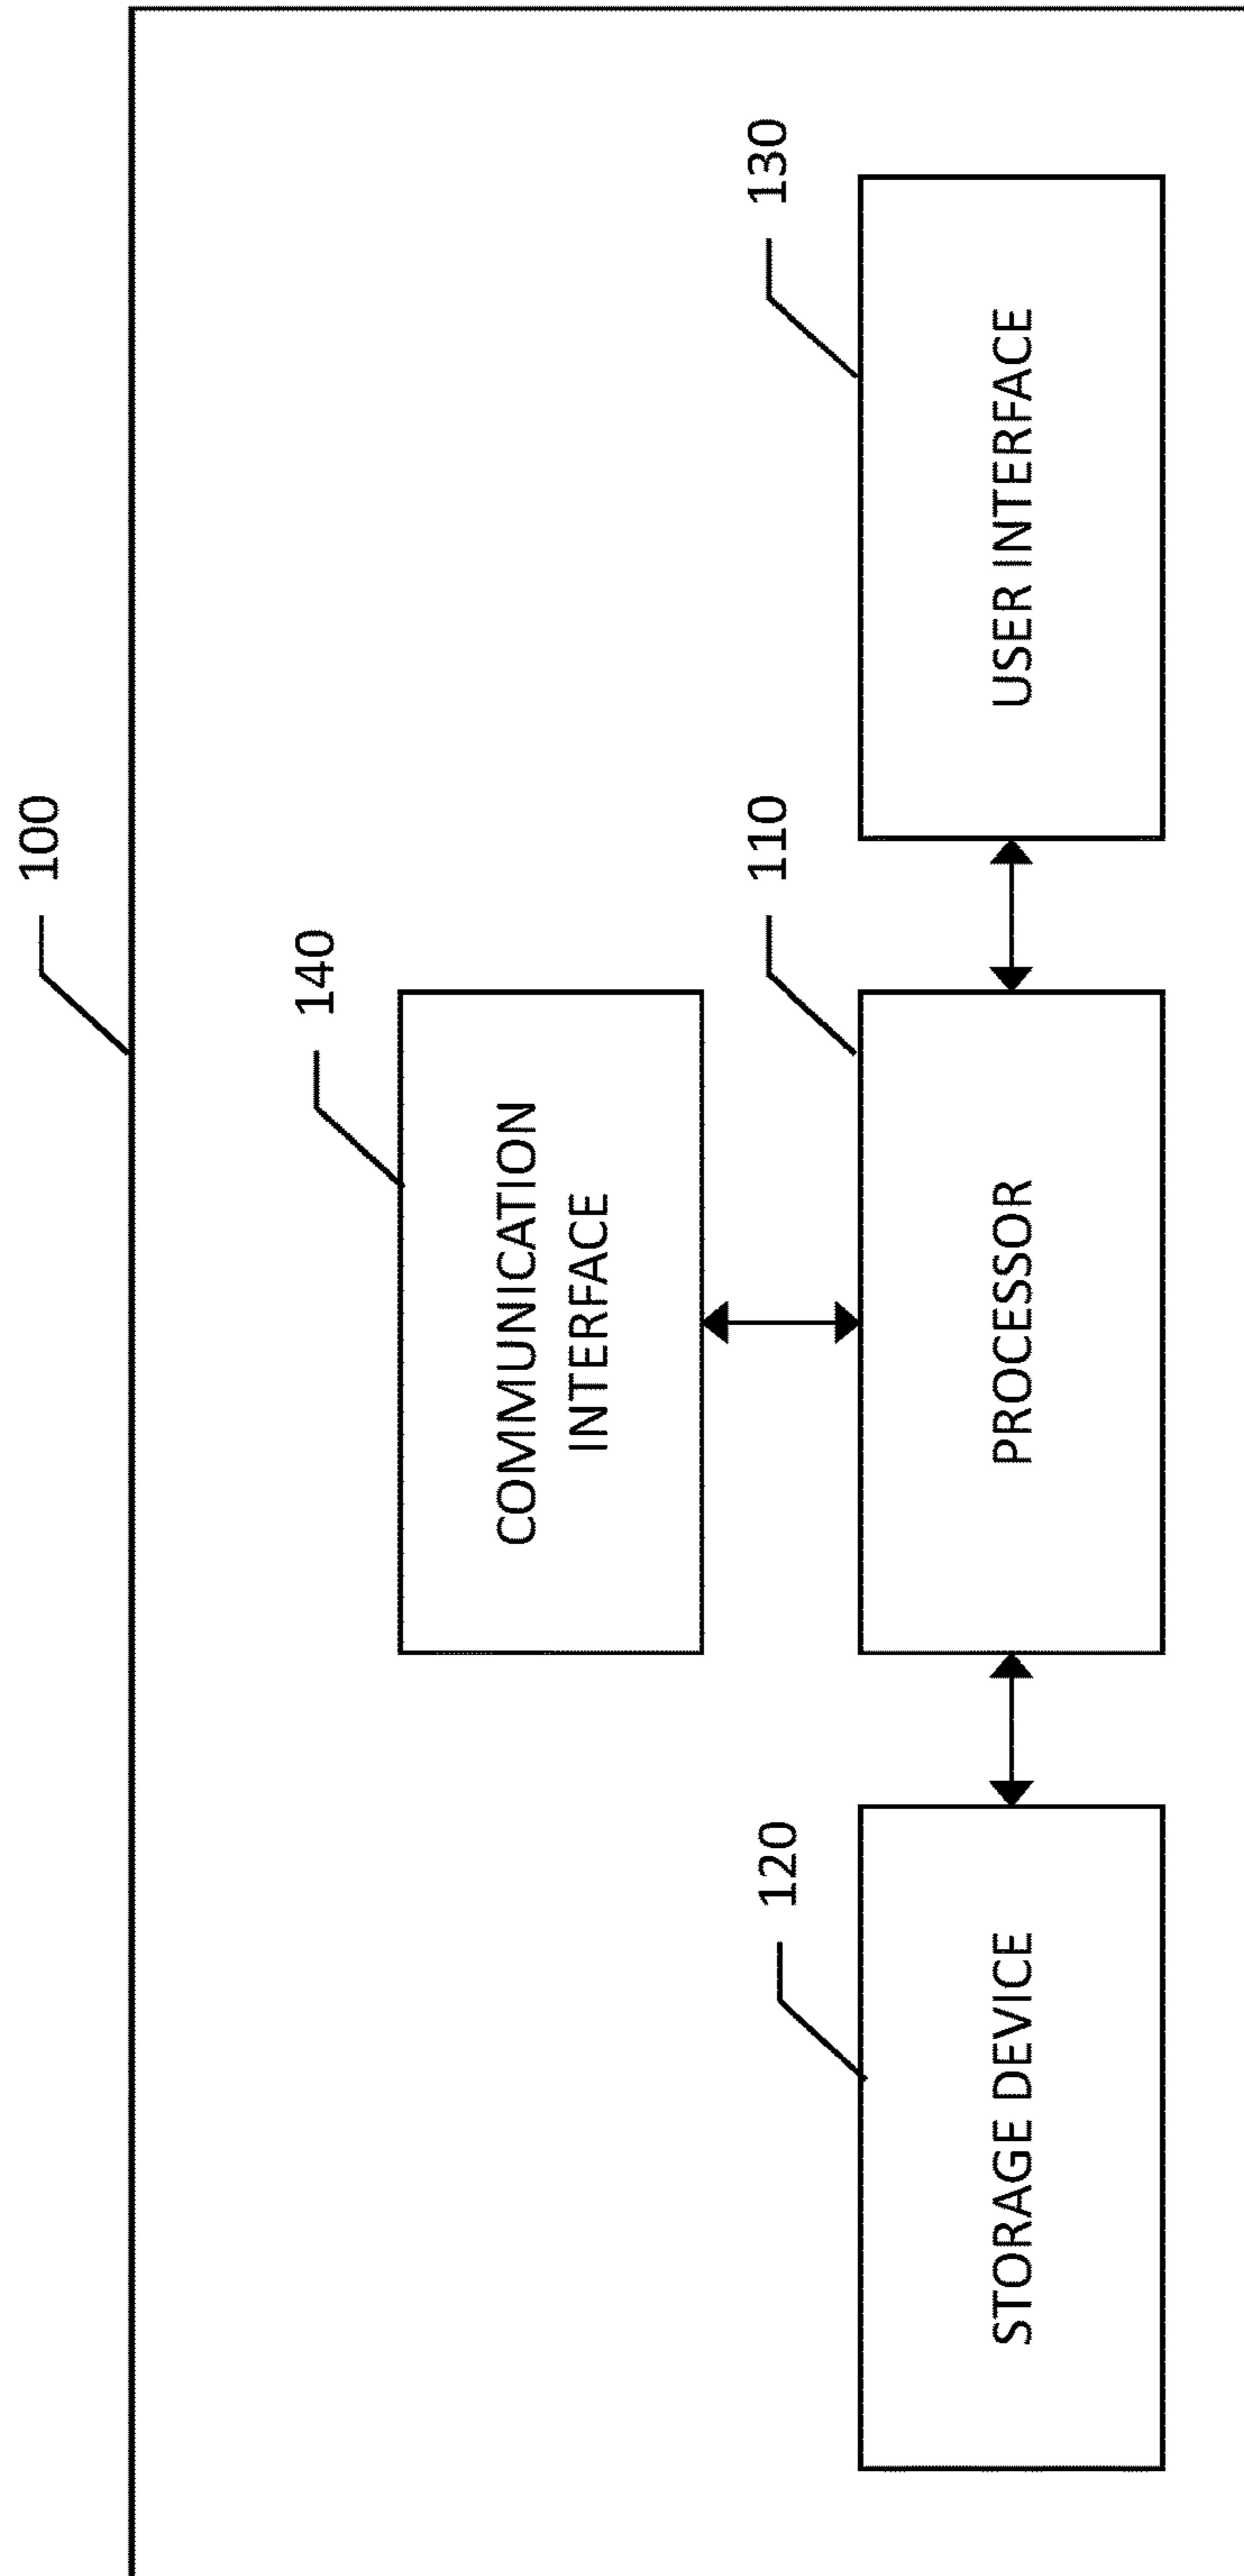 100
140
COMMUNICATION
INTERFACE
120
110
130
STORAGE DEVICE
PROCESSOR
USER INTERFACE